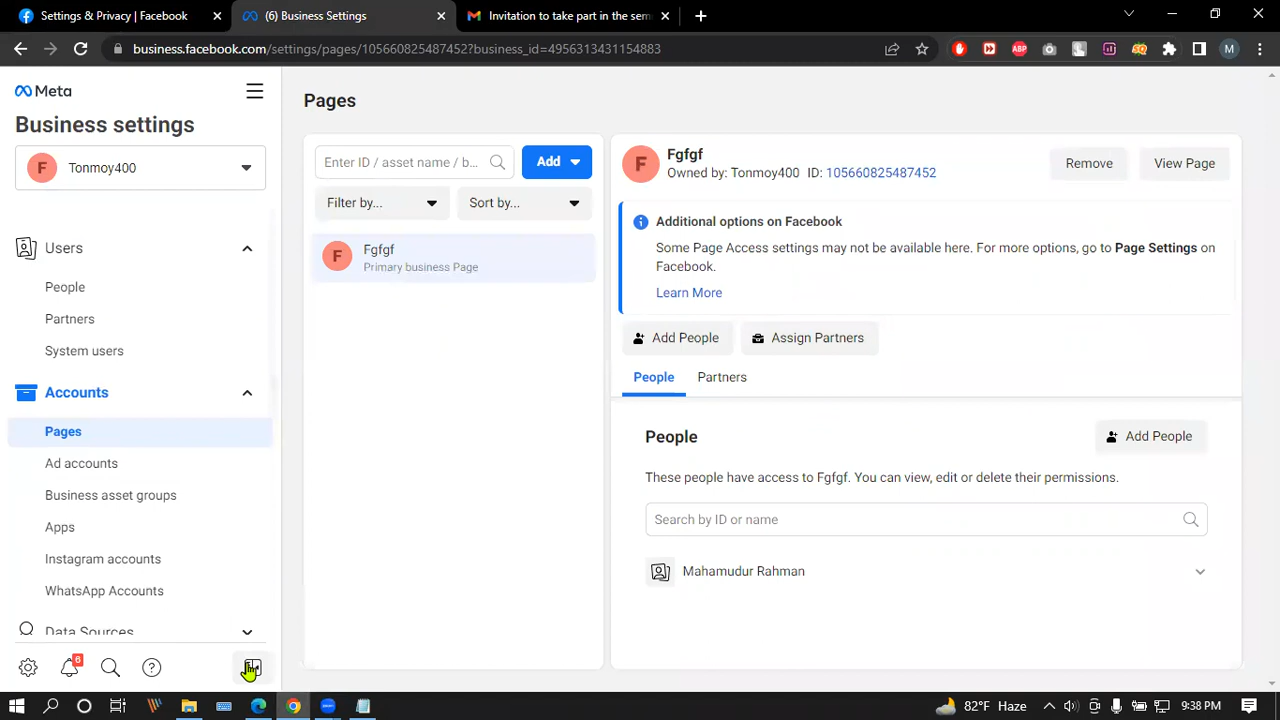 Settings & Privacy | Facebook
(6) Business Settings
Invitation to take part in the sem
business.facebook.com/settings/pages/105660825487452?business_id=4956313431154883
ABP
M
Meta
Business settings
F
Tonmoy400
Users
People
Partners
System users
Accounts
Pages
Ad accounts
Business asset groups
Apps
Instagram accounts
WhatsApp Accounts
Data Sources
6
Pages
Enter ID / asset name / b...
Add
Filter by...
Sort by...
F
Fgfgf
Primary business Page
F
Fgfgf
Owned by: Tonmoy400 ID: 105660825487452
Remove
View Page
Additional options on Facebook
Some Page Access settings may not be available here. For more options, go to Page Settings on
Facebook.
Learn More
Add People
Assign Partners
People
Partners
People
Add People
These people have access to Fgfgf. You can view, edit or delete their permissions.
Search by ID or name
Mahamudur Rahman
82°F Haze
9:38 PM